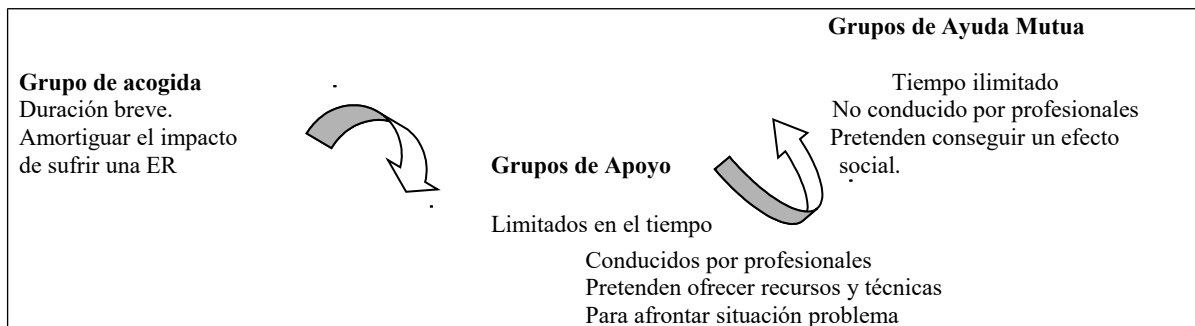 Grupo de acogida
Duración breve.
Amortiguar el impacto
de sufrir una ER
Grupos de Apoyo
Limitados en el tiempo
Conducidos por profesionales
Pretenden ofrecer recursos y técnicas
Para afrontar situación problema
Grupos de Ayuda Mutua
Tiempo ilimitado
No conducido por profesionales
Pretenden conseguir un efecto
social.